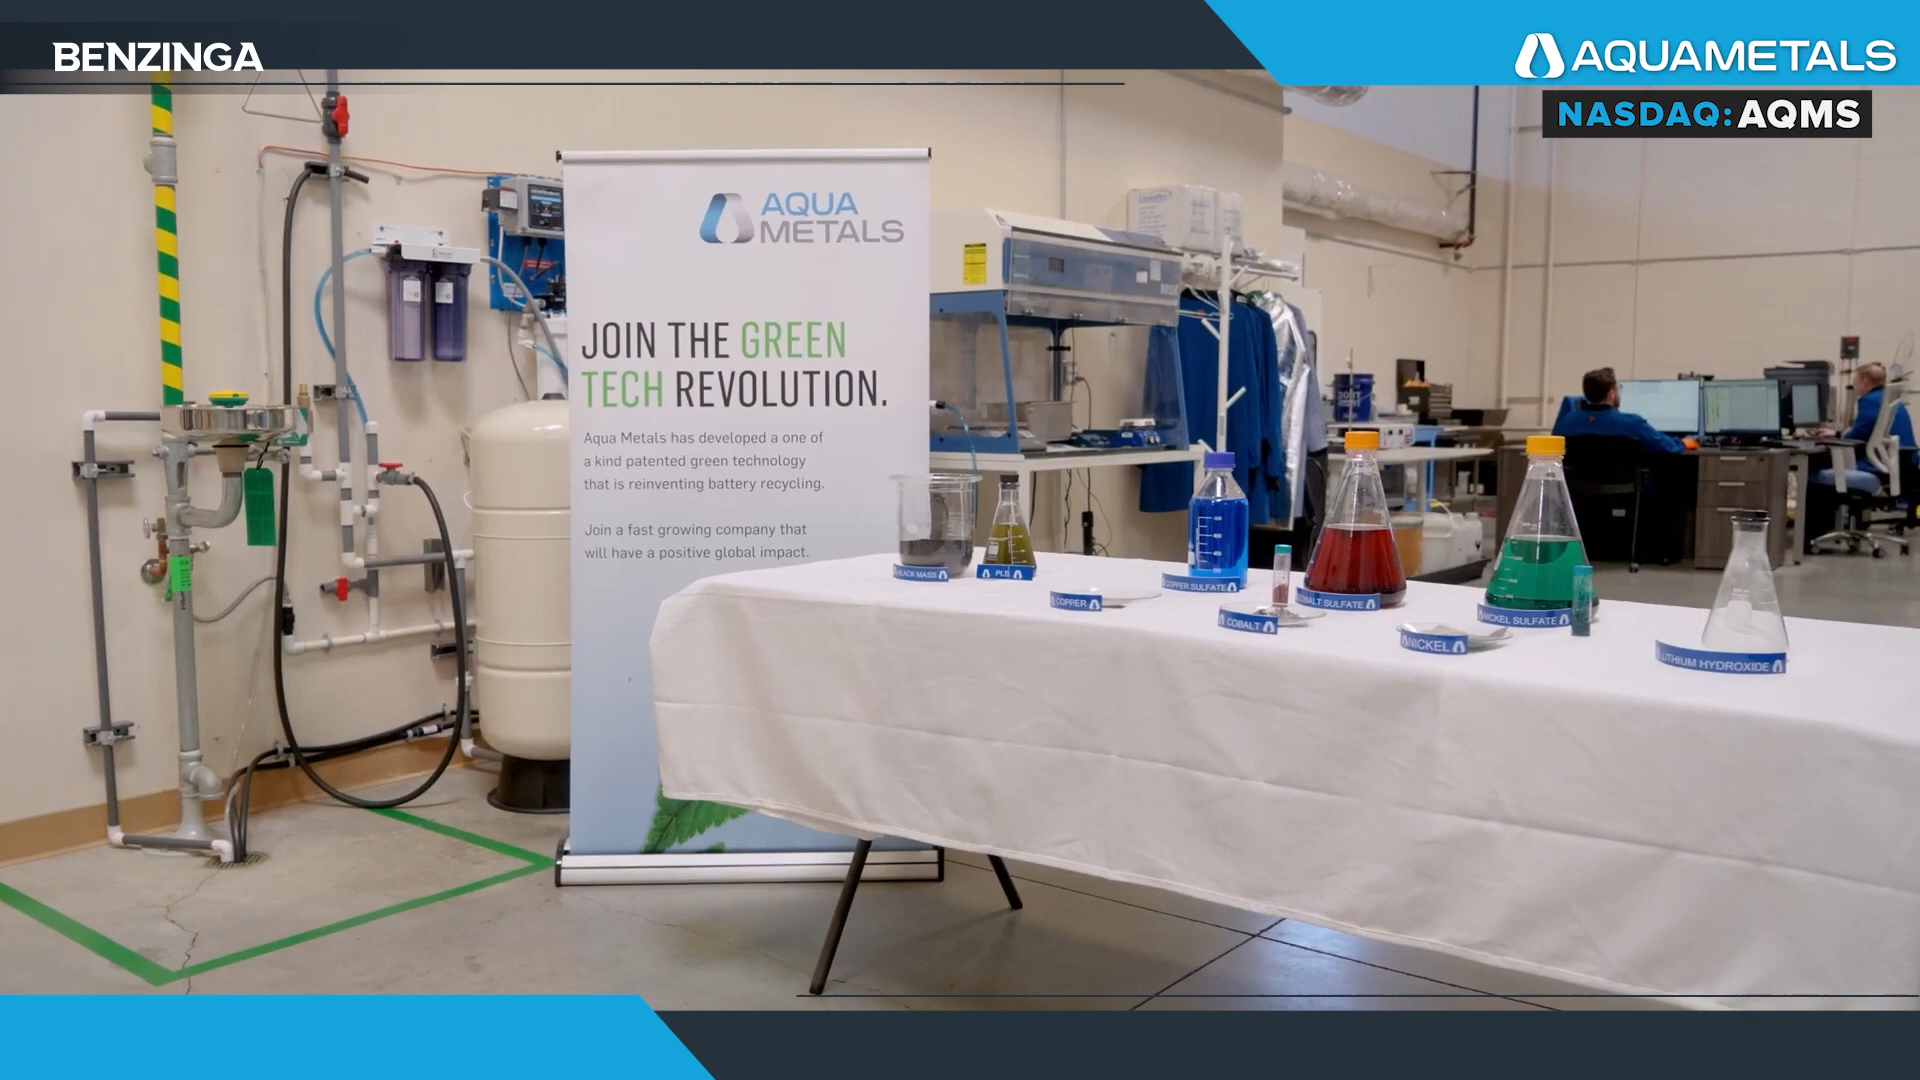 BENZINGA
AQUAMETALS
NASDAQ: AQMS
AQUA
METALS
JOIN THE GREEN
TECH REVOLUTION.
Aqua Metals has developed a one of
a kind patented green technology
that is reinventing battery recycling.
Join a fast growing company that
will have a positive global impact.
BLACK MASS
PLS
COPPER
COPPER SULFATE
COBALT
COBALT SULFATE
NICKEL
NICKEL SULFATE
LITHIUM HYDROXIDE